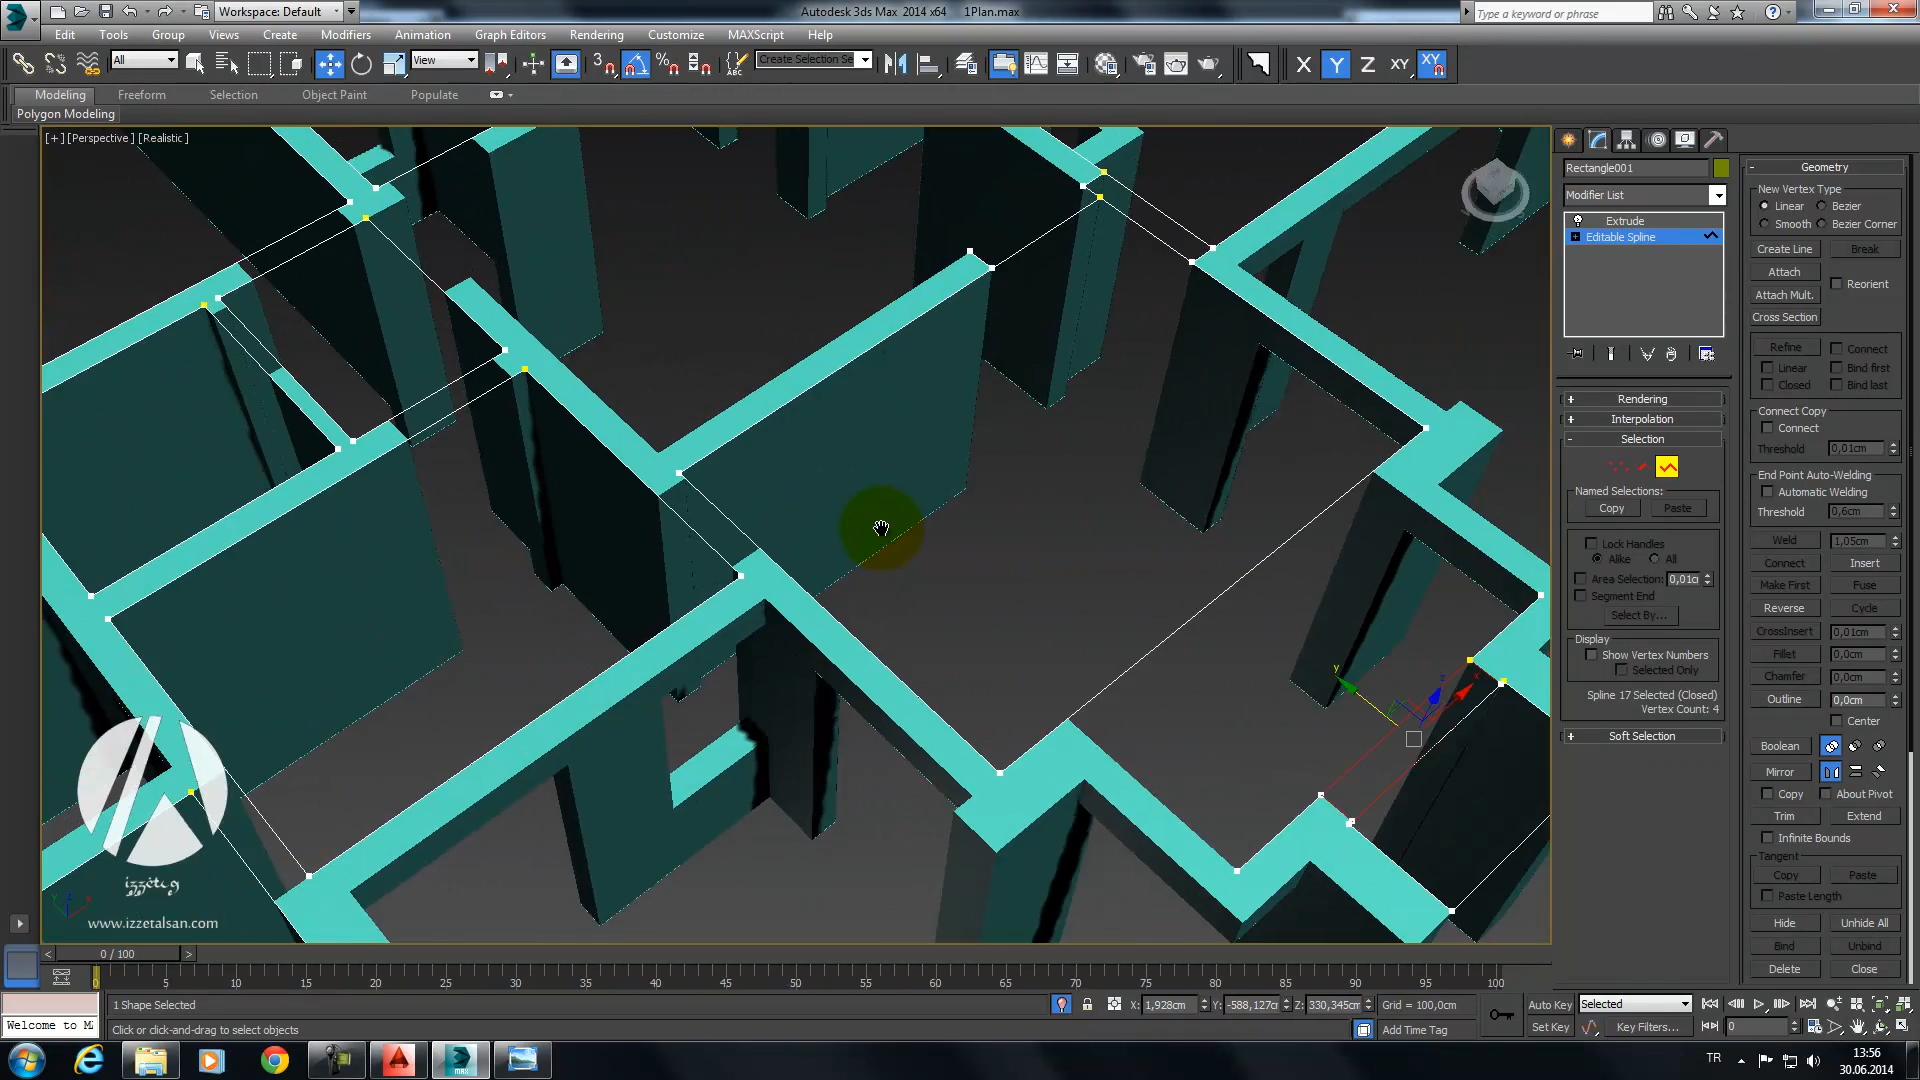 Workspace: Default
Autodesk 3ds Max 2014 x64 1Plan.max
Type a keyword or phrase
Edit Tools Group Views Create Modifiers Animation Graph Editors Rendering Customize MAXScript Help
All
View
3
Create Selection Se
X Y Z XY XY
Modeling Freeform Selection Object Paint Populate
Polygon Modeling
[+] [Perspective] [Realistic]
Rectangle001
Modifier List
Extrude
Editable Spline
Rendering
Interpolation
Selection
Named Selections:
Copy Paste
Lock Handles
Alike All
Area Selection: 0,01c
Segment End
Select By...
Display
Show Vertex Numbers
Selected Only
Spline 17 Selected (Closed)
Vertex Count: 4
Soft Selection
Geometry
New Vertex Type
Linear Bezier
Smooth Bezier Corner
Create Line Break
Attach
Reorient
Attach Mult.
Cross Section
Refine Connect
Linear Bind first
Closed Bind last
Connect Copy
Connect
Threshold 0,01cm
End Point Auto-Welding
Automatic Welding
Threshold 0,6cm
Weld 1,05cm
Connect Insert
Make First Fuse
Reverse Cycle
CrossInsert 0,01cm
Fillet 0,0cm
Chamfer 0,0cm
Outline 0,0cm
Center
Boolean
Mirror
Copy About Pivot
Trim Extend
Infinite Bounds
Tangent
Copy Paste
Paste Length
Hide Unhide All
Bind Unbind
Delete Close
y z x
www.izzetalsan.com
< 0 / 100 >
0 5 10 15 20 25 30 35 40 45 50 55 60 65 70 75 80 85 90 95 100
1 Shape Selected
X: 1,928cm Y: -588,127c Z: 330,345cm Grid = 100,0cm
Auto Key Selected
Welcome to M
Click or click-and-drag to select objects
Add Time Tag
Set Key Key Filters... 0
TR
13:56
30.06.2014